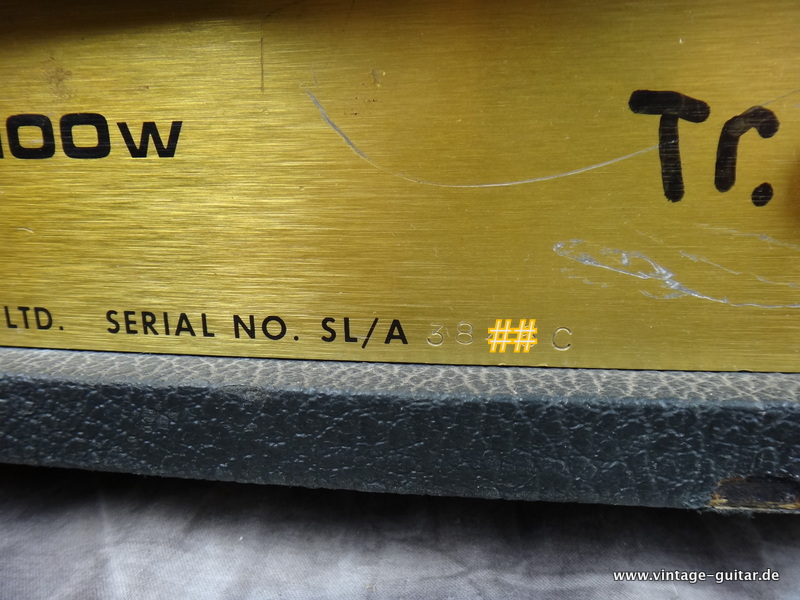 100w
Tr.
LTD. SERIAL NO. SL/A 38## C
www.vintage-guitar.de